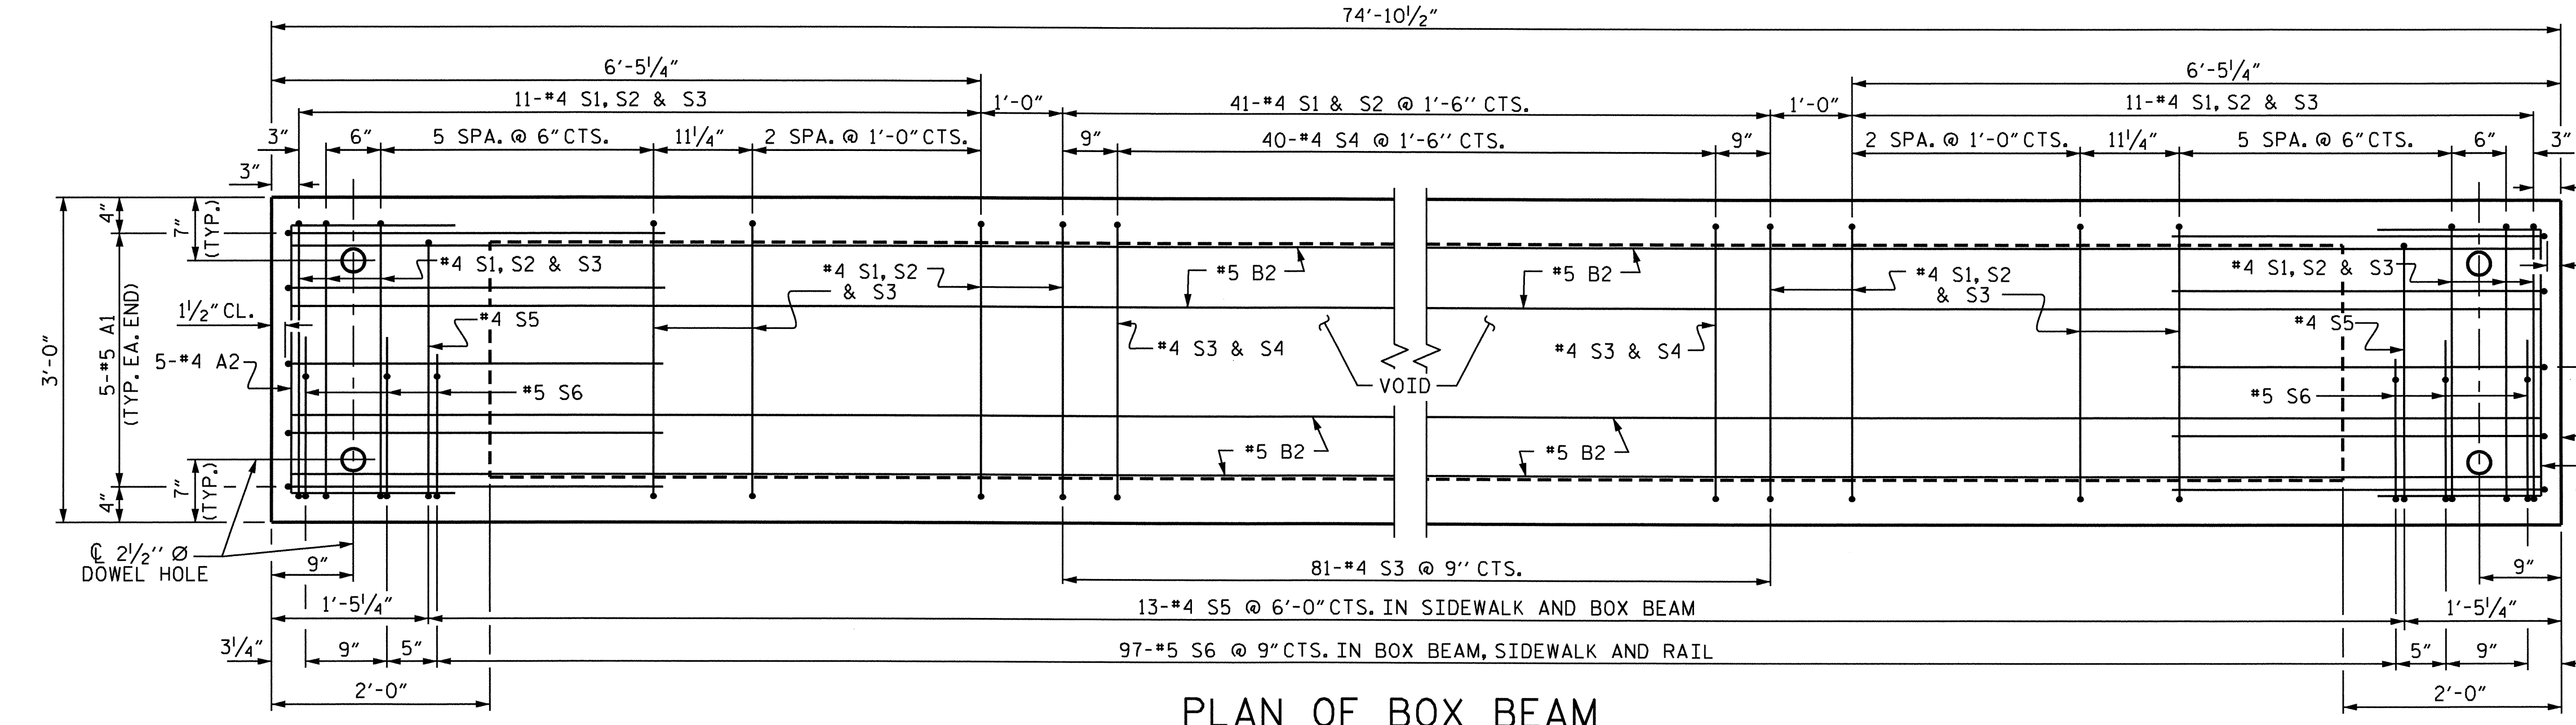 74'-10½"
6'-5¼"
6'-5¼"
11-#4 S1, S2 & S3
1'-0"
41-#4 S1 & S2 @ 1'-6" CTS.
1'-0"
11-#4 S1, S2 & S3
3"
6"
5 SPA. @ 6" CTS.
11¼"
2 SPA. @ 1'-0" CTS.
9"
40-#4 S4 @ 1'-6" CTS.
9"
2 SPA. @ 1'-0" CTS.
11¼"
5 SPA. @ 6" CTS.
6"
3"
3"
4"
7"
(TYP.)
#4 S1, S2 & S3
#4 S1, S2
& S3
#5 B2
#5 B2
#4 S1, S2
& S3
#4 S1, S2 & S3
3'-0"
5-#5 A1
(TYP. EA. END)
1½" CL.
#4 S5
#4 S3 & S4
#4 S3 & S4
#4 S5
5-#4 A2
VOID
#5 S6
#5 S6
#5 B2
#5 B2
4"
7"
(TYP.)
℄ 2½" Ø
DOWEL HOLE
9"
81-#4 S3 @ 9" CTS.
9"
1'-5¼"
13-#4 S5 @ 6'-0" CTS. IN SIDEWALK AND BOX BEAM
1'-5¼"
3¼"
9"
5"
97-#5 S6 @ 9" CTS. IN BOX BEAM, SIDEWALK AND RAIL
5"
9"
2'-0"
2'-0"
PLAN OF BOX BEAM